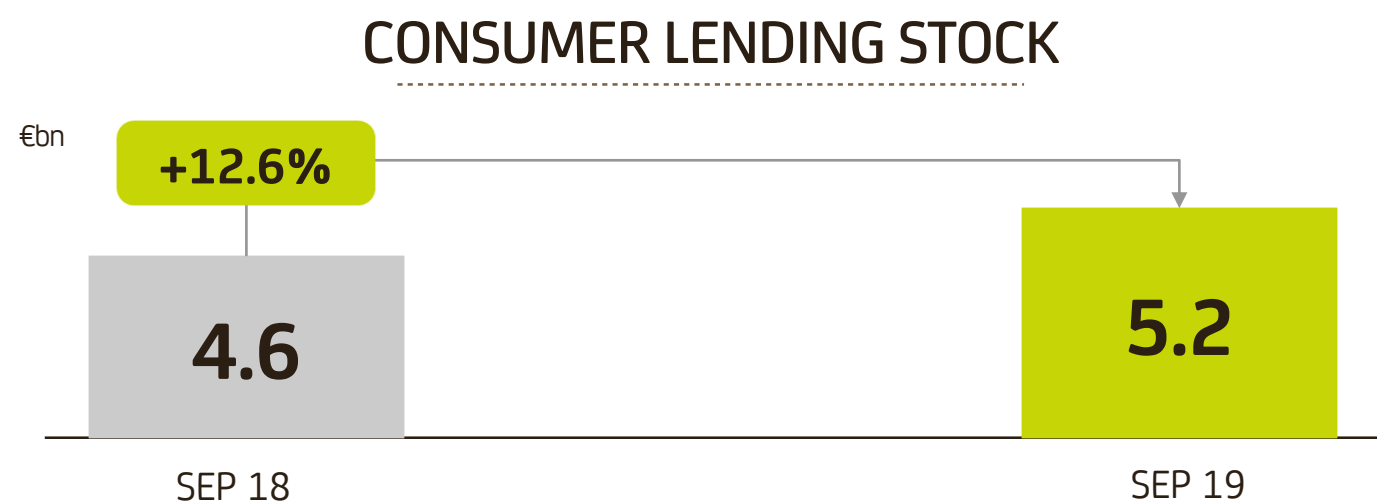 CONSUMER LENDING STOCK
€bn
+12.6%
4.6
5.2
SEP 18
SEP 19